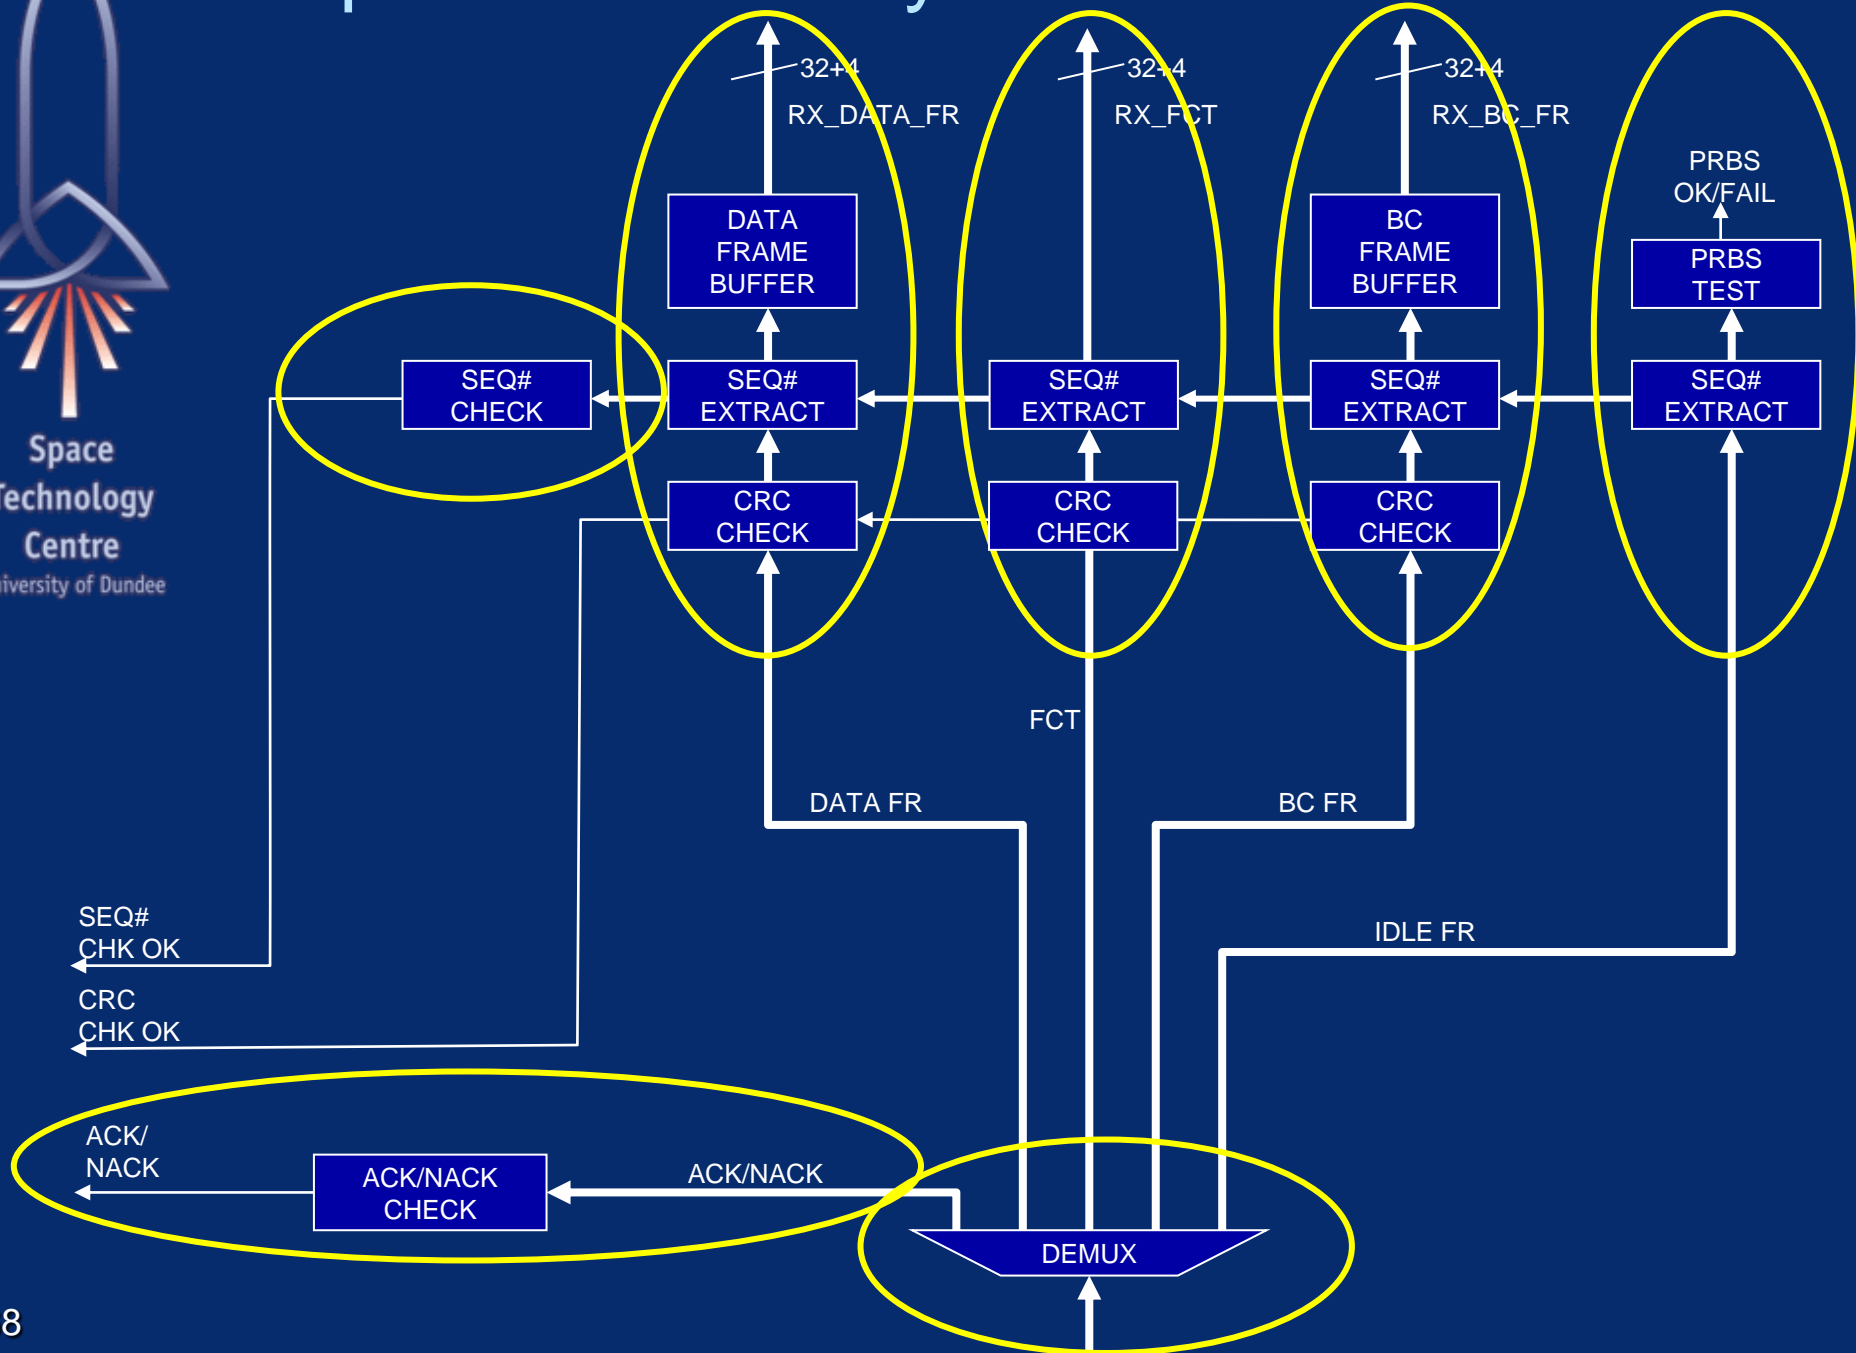 32+4
32+4
32+4
RX_DATA_FR
RX_FCT
RX_BC_FR
PRBS
OK/FAIL
DATA
FRAME
BUFFER
BC
FRAME
BUFFER
PRBS
TEST
SEQ#
CHECK
SEQ#
EXTRACT
SEQ#
EXTRACT
SEQ#
EXTRACT
SEQ#
EXTRACT
Space
Technology
Centre
University of Dundee
CRC
CHECK
CRC
CHECK
CRC
CHECK
FCT
DATA FR
BC FR
IDLE FR
SEQ#
CHK OK
CRC
CHK OK
ACK/
NACK
ACK/NACK
CHECK
ACK/NACK
DEMUX
8